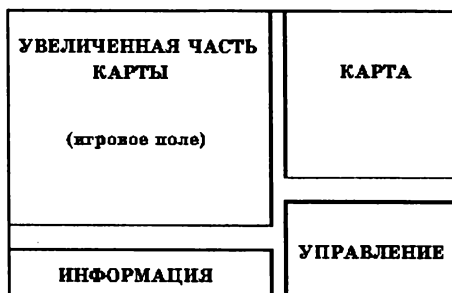 УВЕЛИЧЕННАЯ ЧАСТЬ
КАРТЫ
(игровое поле)
КАРТА
УПРАВЛЕНИЕ
ИНФОРМАЦИЯ